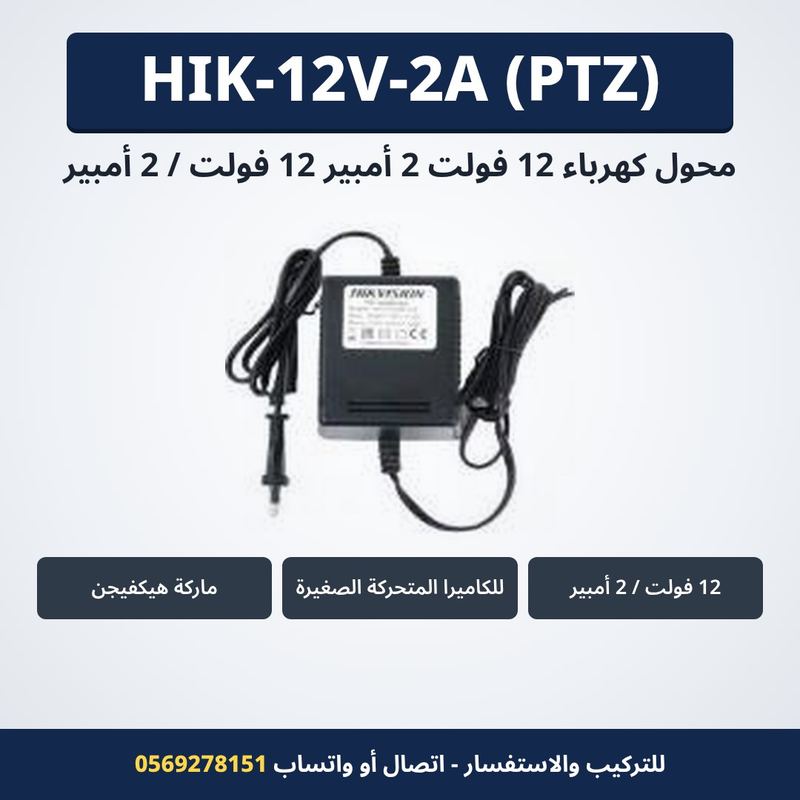 HIK-12V-2A (PTZ)
محول كهرباء 12 فولت 2 أمبير 12 فولت / 2 أمبير
HIKVISION
12 فولت / 2 أمبير
للكاميرا المتحركة الصغيرة
ماركة هيكفيجن
للتركيب والاستفسار - اتصال أو واتساب 0569278151